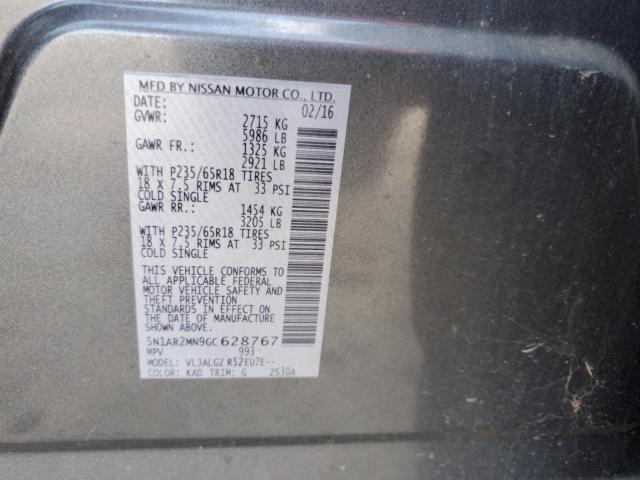 MFD BY NISSAN MOTOR CO., LTD.
DATE: 02/16
GVWR: 2715 KG
5986 LB
GAWR FR.: 1325 KG
2921 LB
WITH P235/65R18 TIRES
18 X 7.5 RIMS AT 33 PSI
COLD SINGLE
GAWR RR.: 1454 KG
3205 LB
WITH P235/65R18 TIRES
18 X 7.5 RIMS AT 33 PSI
COLD SINGLE
THIS VEHICLE CONFORMS TO
ALL APPLICABLE FEDERAL
MOTOR VEHICLE SAFETY AND
THEFT PREVENTION
STANDARDS IN EFFECT ON
THE DATE OF MANUFACTURE
SHOWN ABOVE.
5N1AR2MN9GC628767
MPV 993
MODEL: VLJALGZ R52EU7E--
COLOR: KAD TRIM: G 2S30A